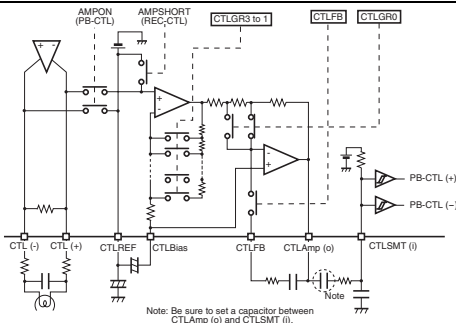 AMPON
(PB-CTL)
AMPSHORT
(REC-CTL)
CTLGR3 to 1
CTLFB
CTLGR0
+ -
+
-
-
+
PB-CTL (+)
PB-CTL (−)
CTL (-)
CTL (+)
CTLREF
CTLBias
CTLFB
CTLAmp (o)
CTLSMT (i)
Note
Note: Be sure to set a capacitor between
CTLAmp (o) and CTLSMT (i).